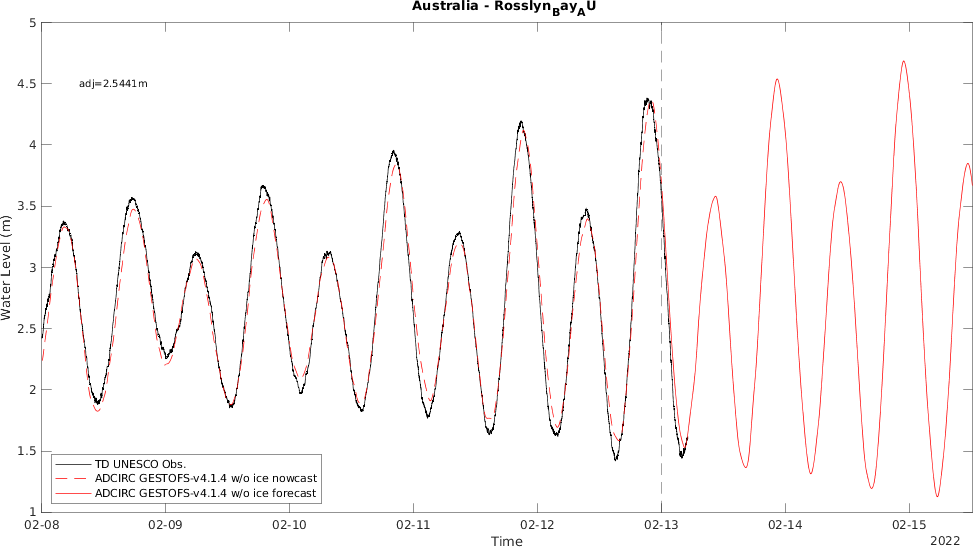 Australia - Rosslyn_Bay_AU
5
4.5
4
3.5
3
2.5
2
1.5
1
Water Level (m)
adj=2.5441m
TD UNESCO Obs.
ADCIRC GESTOFS-v4.1.4 w/o ice nowcast
ADCIRC GESTOFS-v4.1.4 w/o ice forecast
02-08 02-09 02-10 02-11 02-12 02-13 02-14 02-15
Time
2022